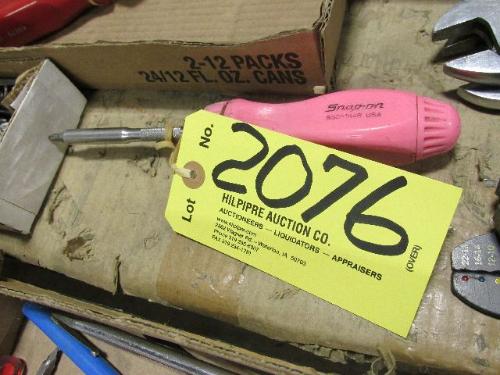 2-12 PACKS
24/12 FL. OZ. CANS
Snap-on
USA
No.
2076
Lot
HILPIPRE AUCTION CO.
AUCTIONEERS — LIQUIDATORS — APPRAISERS
(OVER)